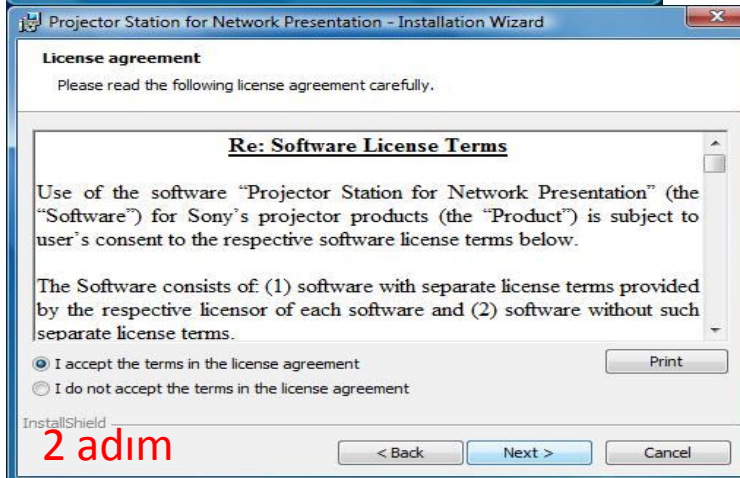 Projector Station for Network Presentation - Installation Wizard
License agreement
Please read the following license agreement carefully.
Re: Software License Terms
Use of the software “Projector Station for Network Presentation” (the
“Software”) for Sony’s projector products (the “Product”) is subject to
user’s consent to the respective software license terms below.
The Software consists of: (1) software with separate license terms provided
by the respective licensor of each software and (2) software without such
separate license terms.
I accept the terms in the license agreement
Print
I do not accept the terms in the license agreement
InstallShield
2 adım
< Back
Next >
Cancel